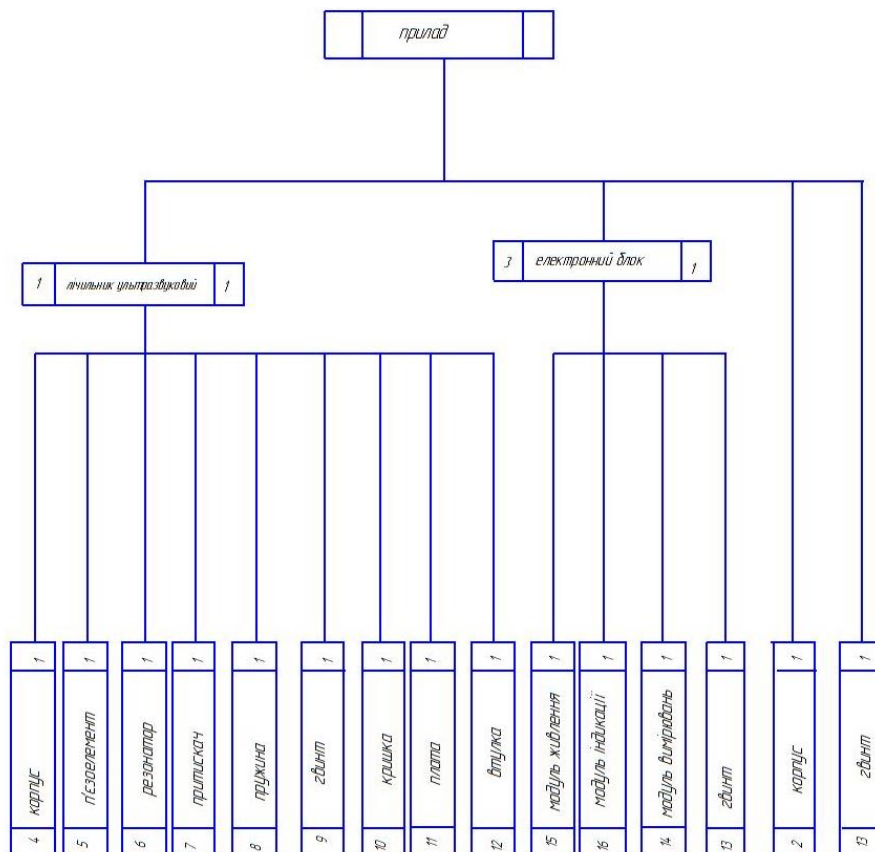 прилад
3 електронний блок 1
1 лічильник ультразвуковий 1
4 корпус 1
5 п'єзоелемент 1
6 резонатор 1
7 притискач 1
8 пружина 1
9 гвинт 1
10 кришка 1
11 плата 1
12 втулка 1
15 модуль живлення 1
16 модуль індикації 1
14 модуль вимірювань 1
13 гвинт 1
2 корпус 1
13 гвинт 1